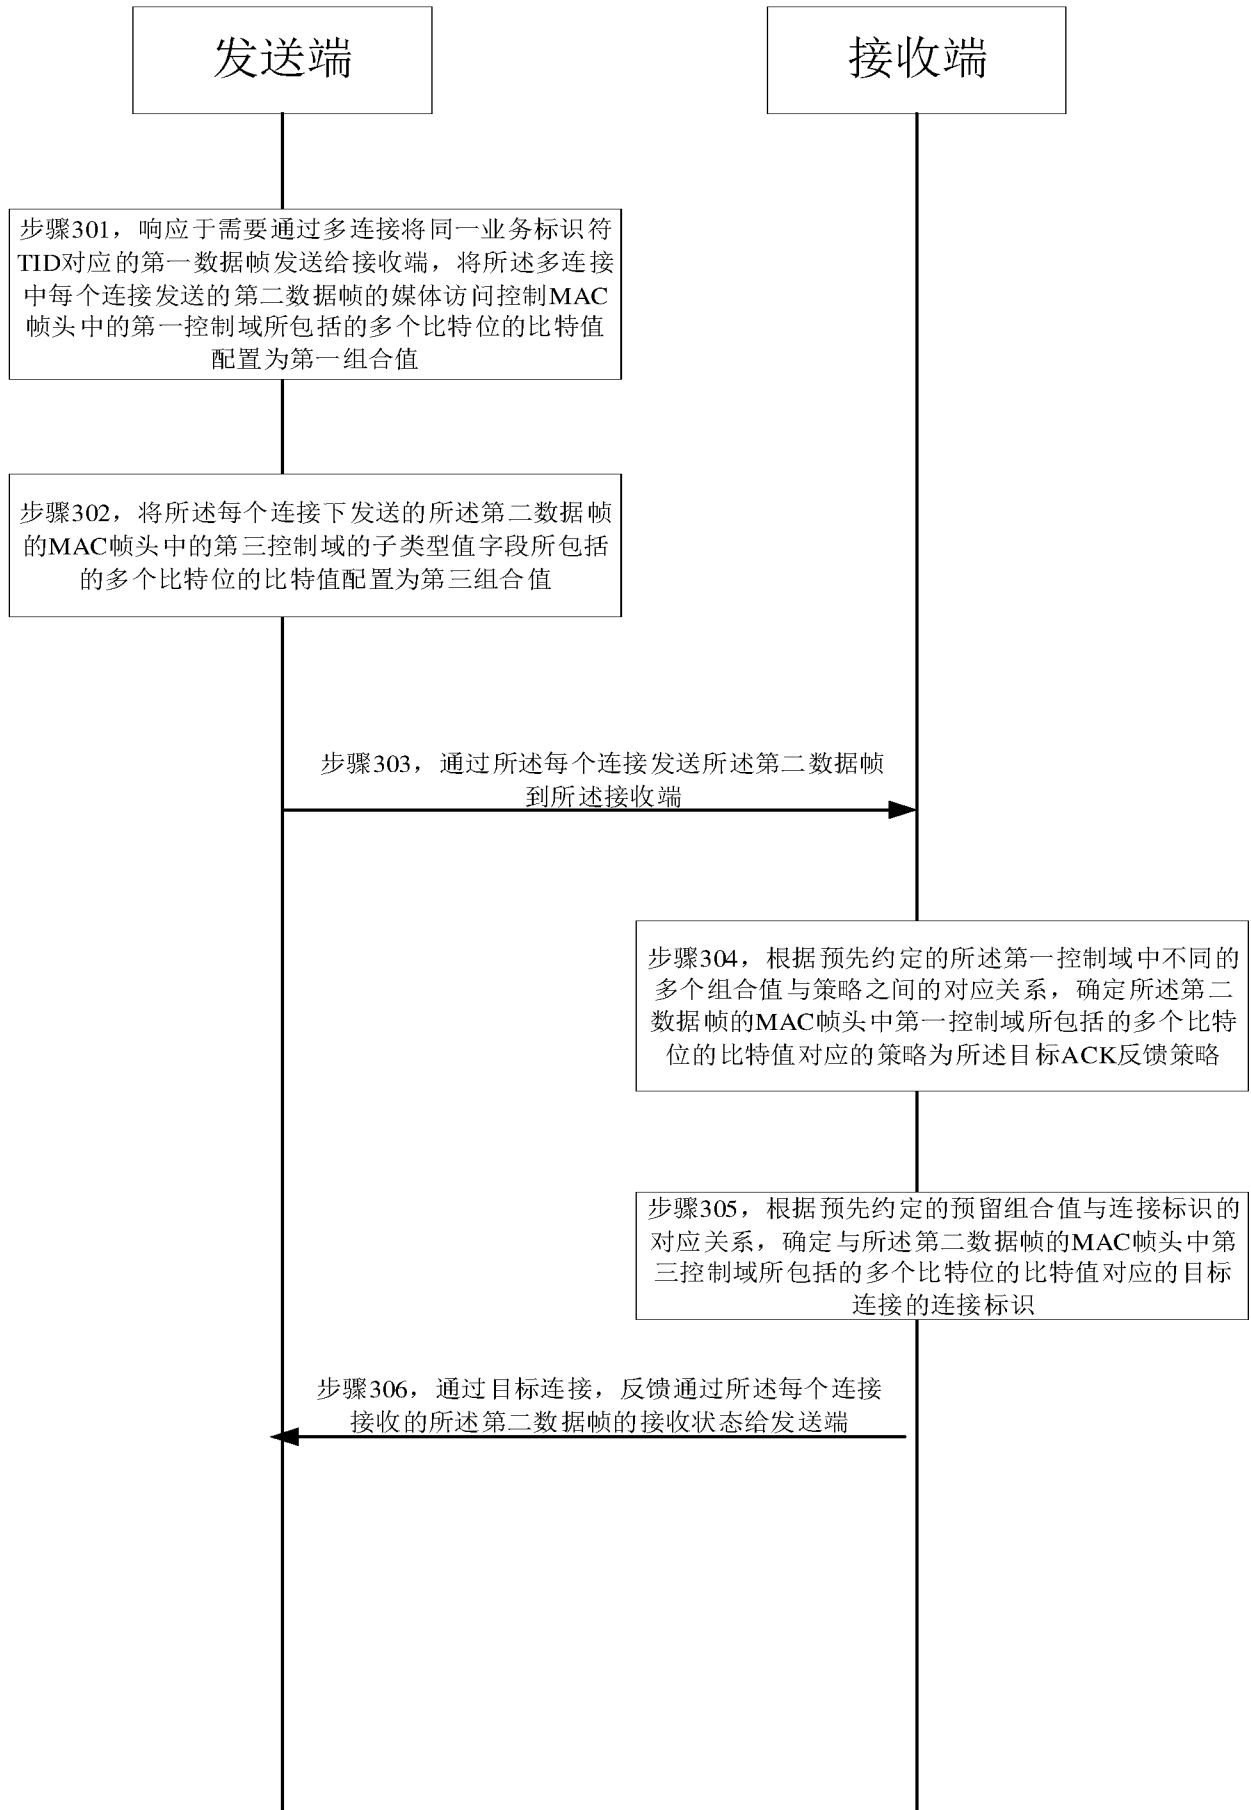 发送端
接收端
步骤301，响应于需要通过多连接将同一业务标识符
TID对应的第一数据帧发送给接收端，将所述多连接
中每个连接发送的第二数据帧的媒体访问控制MAC
帧头中的第一控制域所包括的多个比特位的比特值
配置为第一组合值
步骤302，将所述每个连接下发送的所述第二数据帧
的MAC帧头中的第三控制域的子类型值字段所包括
的多个比特位的比特值配置为第三组合值
步骤303，通过所述每个连接发送所述第二数据帧
到所述接收端
步骤304，根据预先约定的所述第一控制域中不同的
多个组合值与策略之间的对应关系，确定所述第二
数据帧的MAC帧头中第一控制域所包括的多个比特
位的比特值对应的策略为所述目标ACK反馈策略
步骤305，根据预先约定的预留组合值与连接标识的
对应关系，确定与所述第二数据帧的MAC帧头中第
三控制域所包括的多个比特位的比特值对应的目标
连接的连接标识
步骤306，通过目标连接，反馈通过所述每个连接
接收的所述第二数据帧的接收状态给发送端